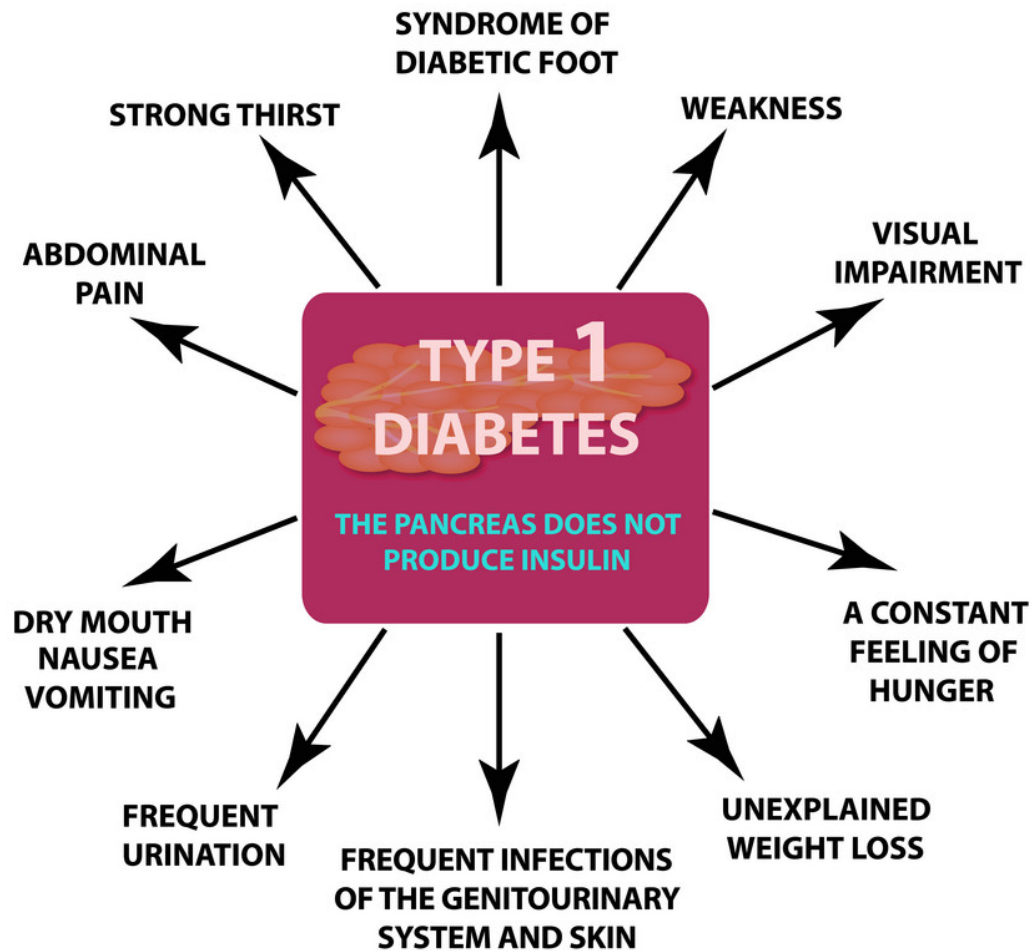 SYNDROME OF
DIABETIC FOOT
STRONG THIRST
WEAKNESS
ABDOMINAL
PAIN
VISUAL
IMPAIRMENT
TYPE 1
DIABETES
THE PANCREAS DOES NOT
PRODUCE INSULIN
DRY MOUTH
NAUSEA
VOMITING
A CONSTANT
FEELING OF
HUNGER
FREQUENT
URINATION
UNEXPLAINED
WEIGHT LOSS
FREQUENT INFECTIONS
OF THE GENITOURINARY
SYSTEM AND SKIN